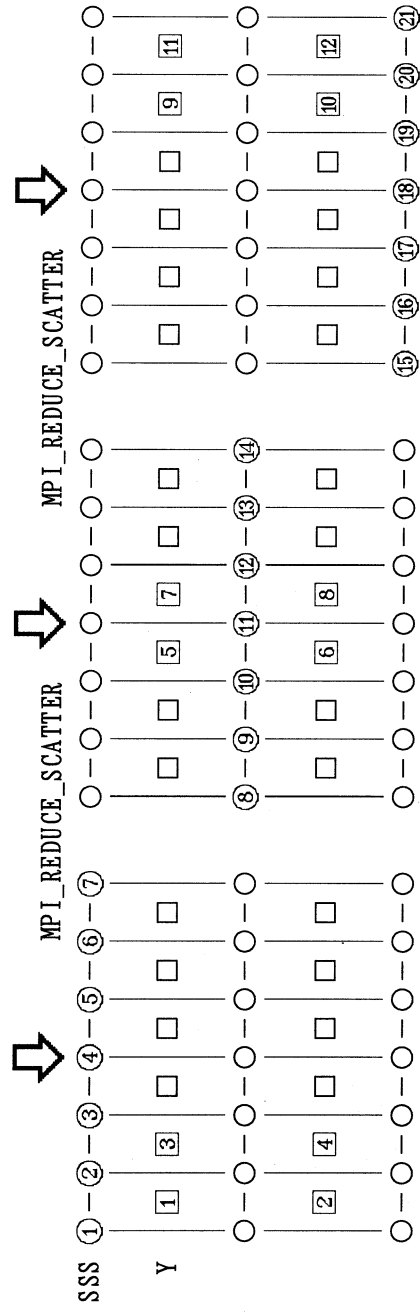 MPI_REDUCE_SCATTER MPI_REDUCE_SCATTER
SSS 1 2 3 4 5 6 7
Y 1 3 5 7 9 11
8 9 10 11 12 13 14
2 4 6 8 10 12
15 16 17 18 19 20 21